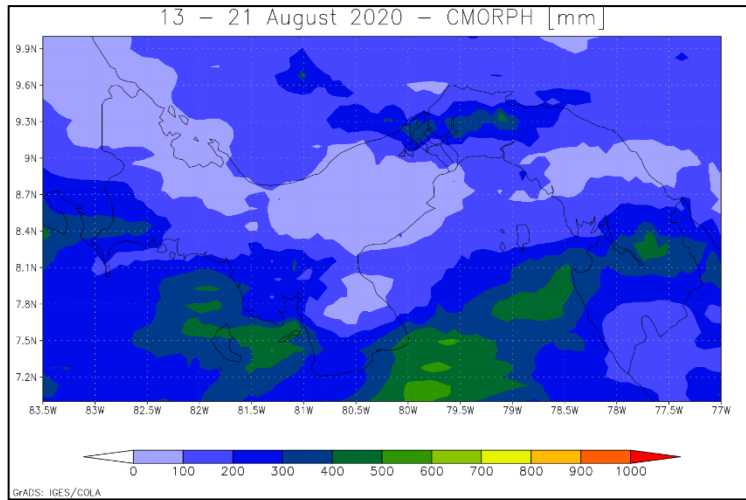 13 – 21 August 2020 – CMORPH [mm]
9.9N
9.6N
9.3N
9N
8.7N
8.4N
8.1N
7.8N
7.5N
7.2N
83.5W 83W 82.5W 82W 81.5W 81W 80.5W 80W 79.5W 79W 78.5W 78W 77.5W 77W
0 100 200 300 400 500 600 700 800 900 1000
GrADS: IGES/COLA